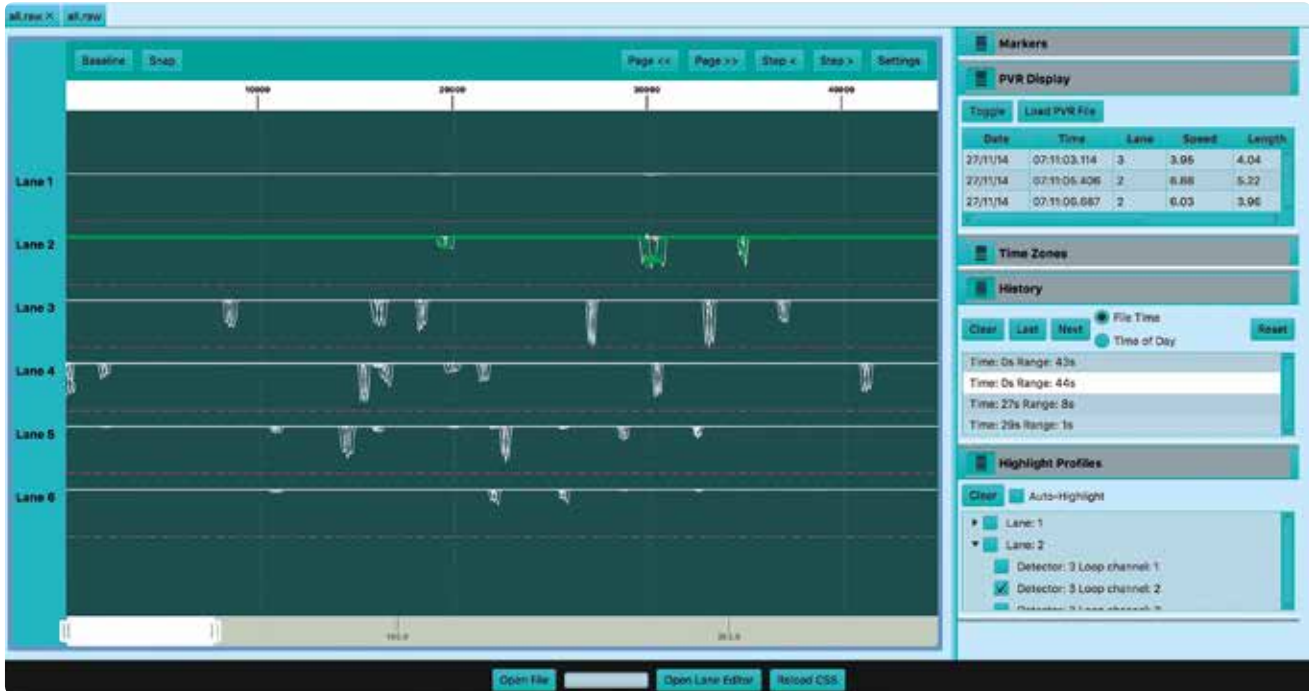 all.raw × all.raw
Baseline Snap Page << Page >> Step < Step > Settings
10000 20000 30000 40000
Lane 1
Lane 2
Lane 3
Lane 4
Lane 5
Lane 6
Markers
PVR Display
Toggle Load PVR File
Date Time Lane Speed Length
27/11/14 07:11:03.114 3 3.95 4.04
27/11/14 07:11:05.406 2 6.88 5.22
27/11/14 07:11:06.687 2 6.03 3.96
Time Zones
History
Clear Last Next File Time Reset
Time of Day
Time: 0s Range: 43s
Time: 0s Range: 44s
Time: 27s Range: 8s
Time: 29s Range: 1s
Highlight Profiles
Clear Auto-Highlight
Lane: 1
Lane: 2
Detector: 3 Loop channel: 1
Detector: 3 Loop channel: 2
Open File Open Lane Editor Reload CSS